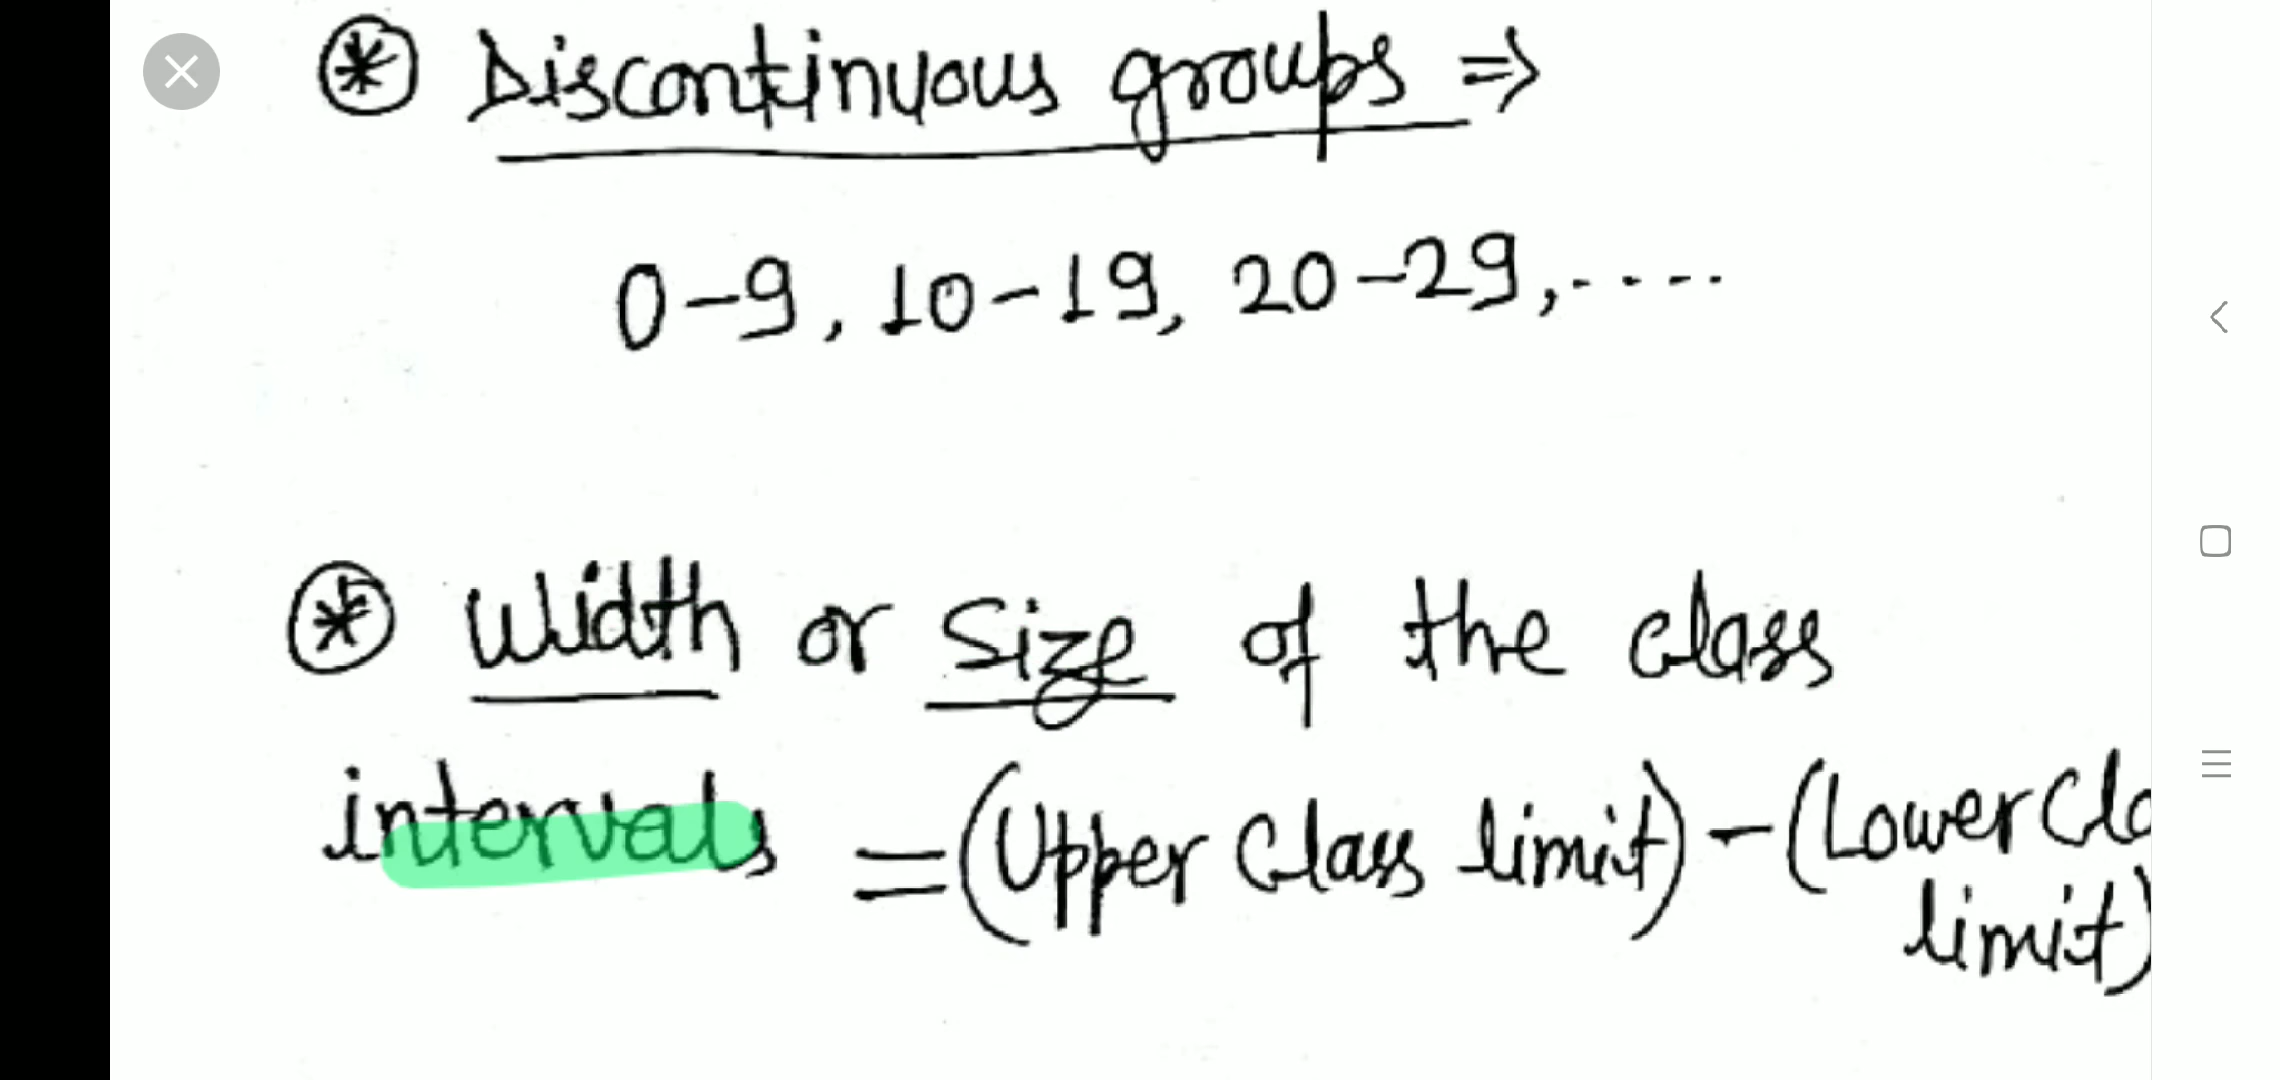 Discontinuous groups ⇒
0-9, 10-19, 20-29, . - - - .
Width or Size of the class
intervals = (Upper Class limit) - (Lower Cla
limit)